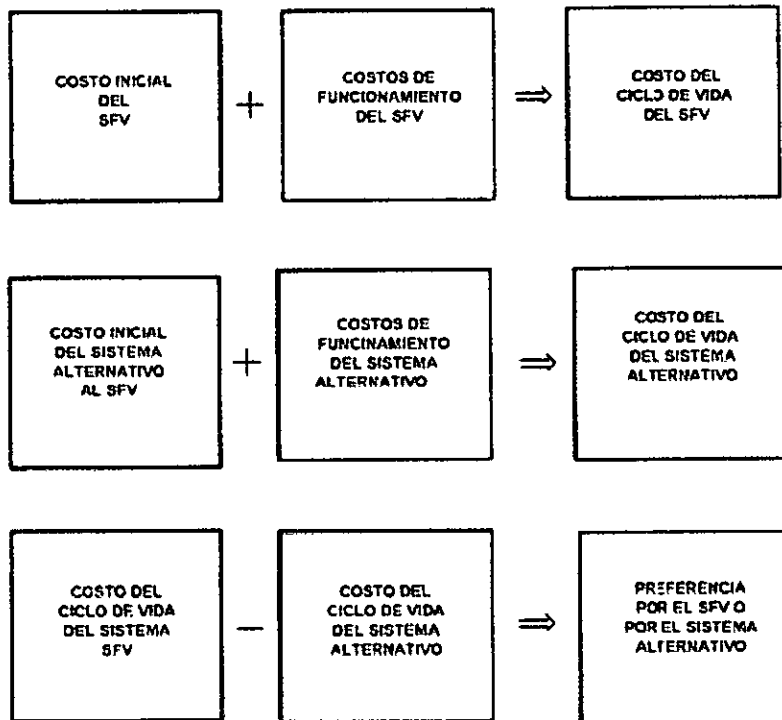 COSTO INICIAL
DEL
SFV
+
COSTOS DE
FUNCIONAMIENTO
DEL SFV
⇒
COSTO DEL
CICLO DE VIDA
DEL SFV
COSTO INICIAL
DEL SISTEMA
ALTERNATIVO
AL SFV
+
COSTOS DE
FUNCINAMIENTO
DEL SISTEMA
ALTERNATIVO
⇒
COSTO DEL
CICLO DE VIDA
DEL SISTEMA
ALTERNATIVO
COSTO DEL
CICLO DE VIDA
DEL SISTEMA
SFV
−
COSTO DEL
CICLO DE VIDA
DEL SISTEMA
ALTERNATIVO
⇒
PREFERENCIA
POR EL SFV O
POR EL SISTEMA
ALTERNATIVO